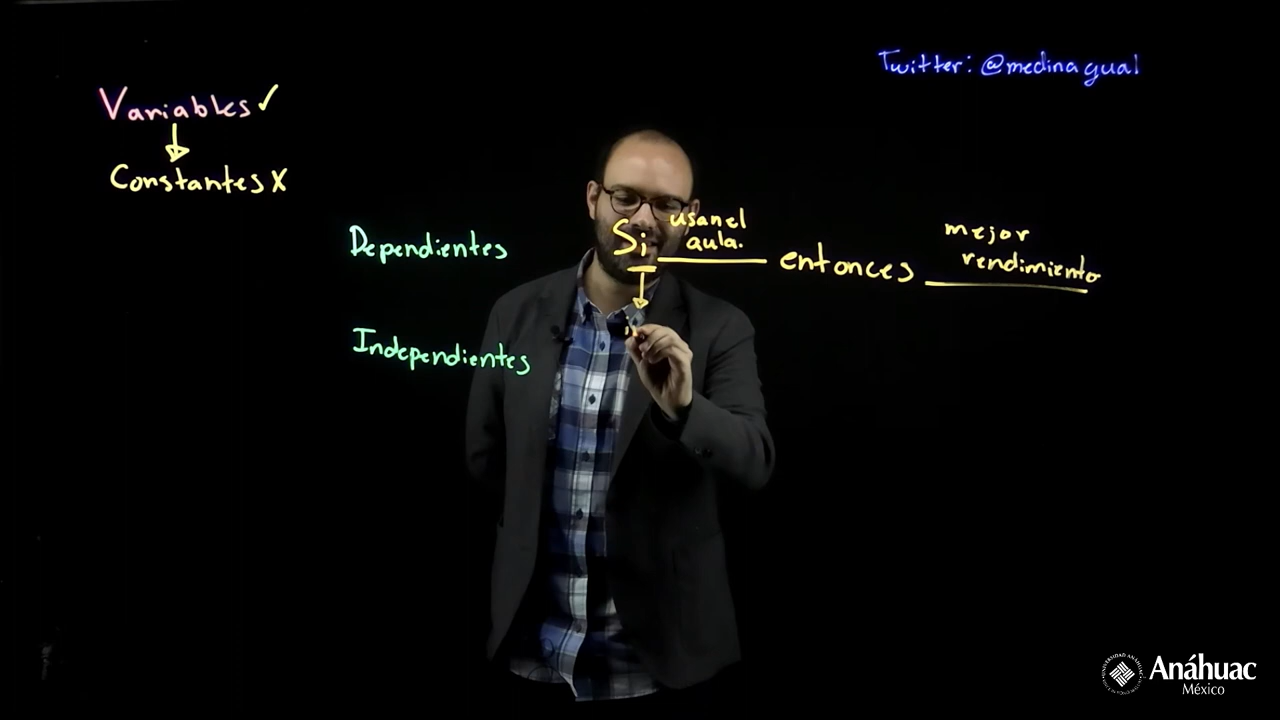 Twitter: @medinagual
Variables ✓
Constantes X
Dependientes
Si usan el aula. entonces mejor rendimiento
Independientes
Anáhuac
México